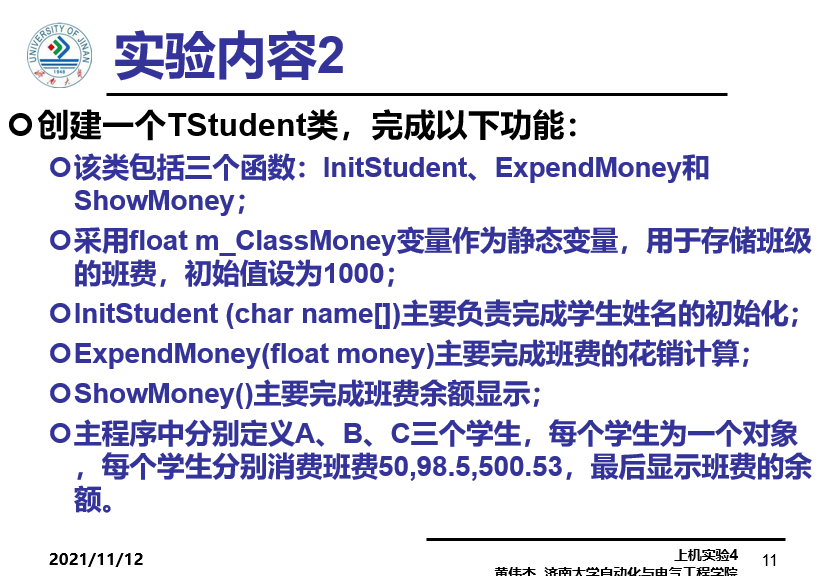 UNIVERSITY OF JINAN
1948
济南大学
实验内容2
创建一个TStudent类，完成以下功能：
该类包括三个函数：InitStudent、ExpendMoney和
ShowMoney；
采用float m_ClassMoney变量作为静态变量，用于存储班级
的班费，初始值设为1000；
InitStudent (char name[])主要负责完成学生姓名的初始化；
ExpendMoney(float money)主要完成班费的花销计算；
ShowMoney()主要完成班费余额显示；
主程序中分别定义A、B、C三个学生，每个学生为一个对象
，每个学生分别消费班费50,98.5,500.53，最后显示班费的余
额。
2021/11/12
上机实验4
黄伟杰 济南大学自动化与电气工程学院
11